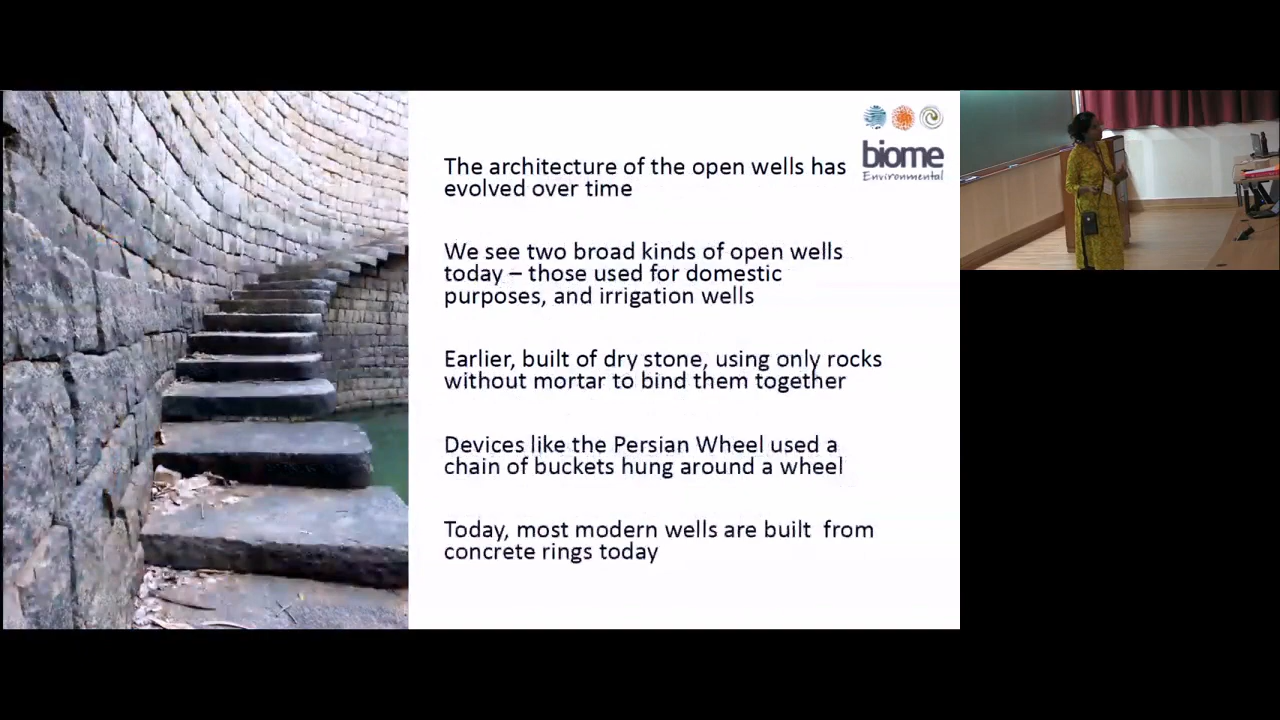 biome
Environmental
The architecture of the open wells has
evolved over time
We see two broad kinds of open wells
today – those used for domestic
purposes, and irrigation wells
Earlier, built of dry stone, using only rocks
without mortar to bind them together
Devices like the Persian Wheel used a
chain of buckets hung around a wheel
Today, most modern wells are built  from
concrete rings today